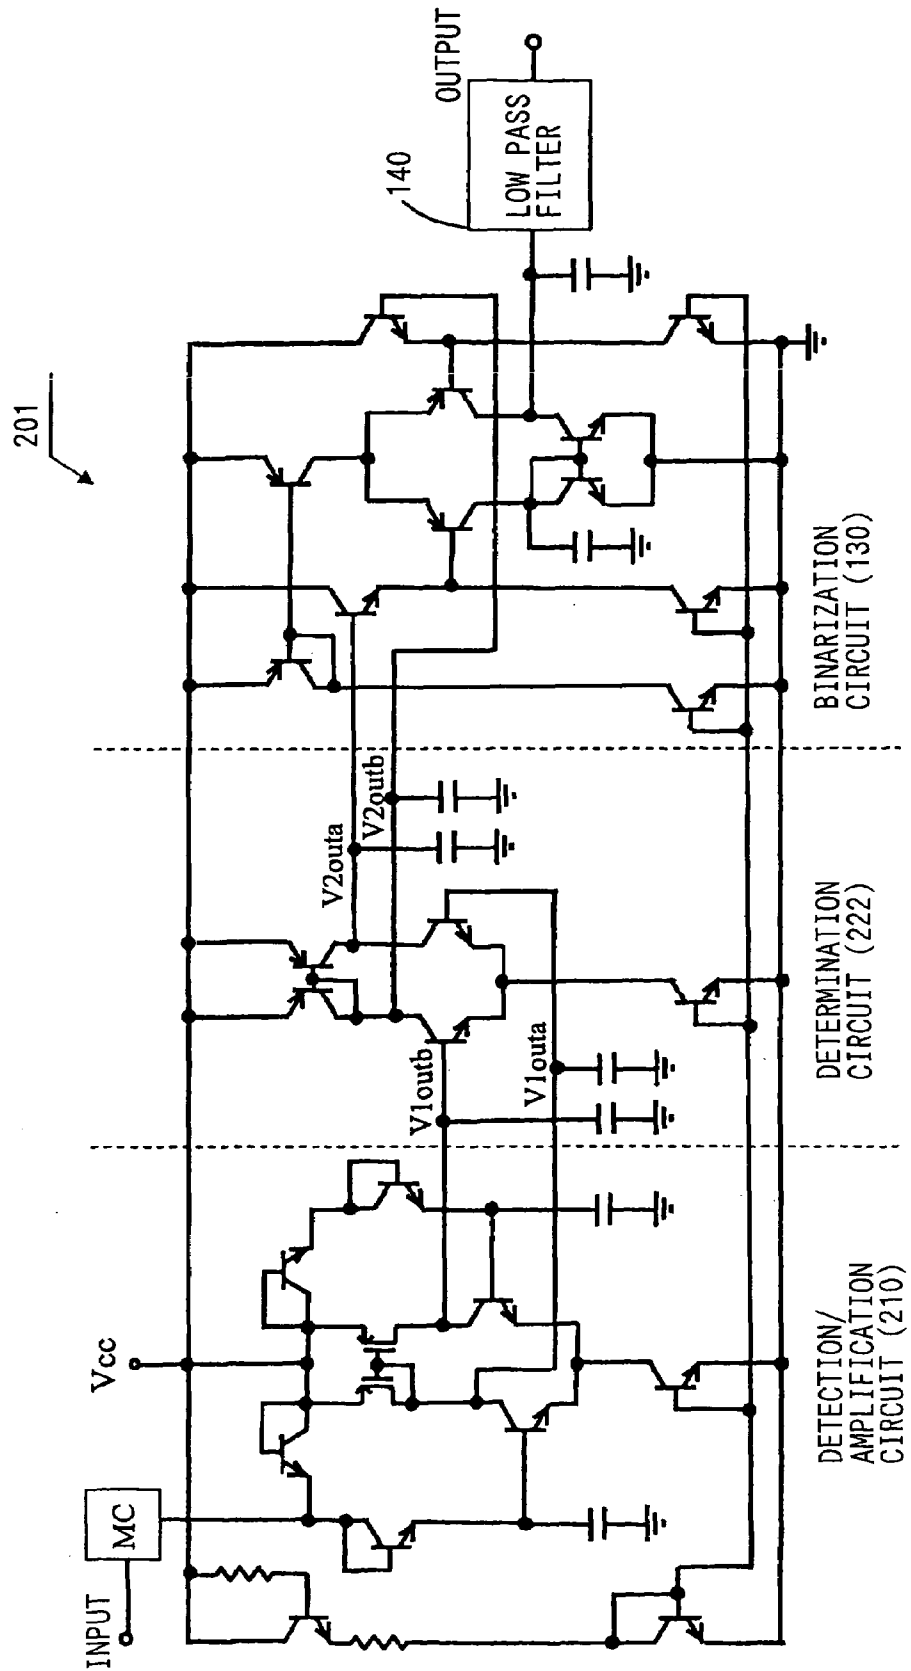 201
INPUT
MC
Vcc
V1outb
V1outa
V2outa
V2outb
140
LOW PASS
FILTER
OUTPUT
DETECTION/
AMPLIFICATION
CIRCUIT (210)
DETERMINATION
CIRCUIT (222)
BINARIZATION
CIRCUIT (130)